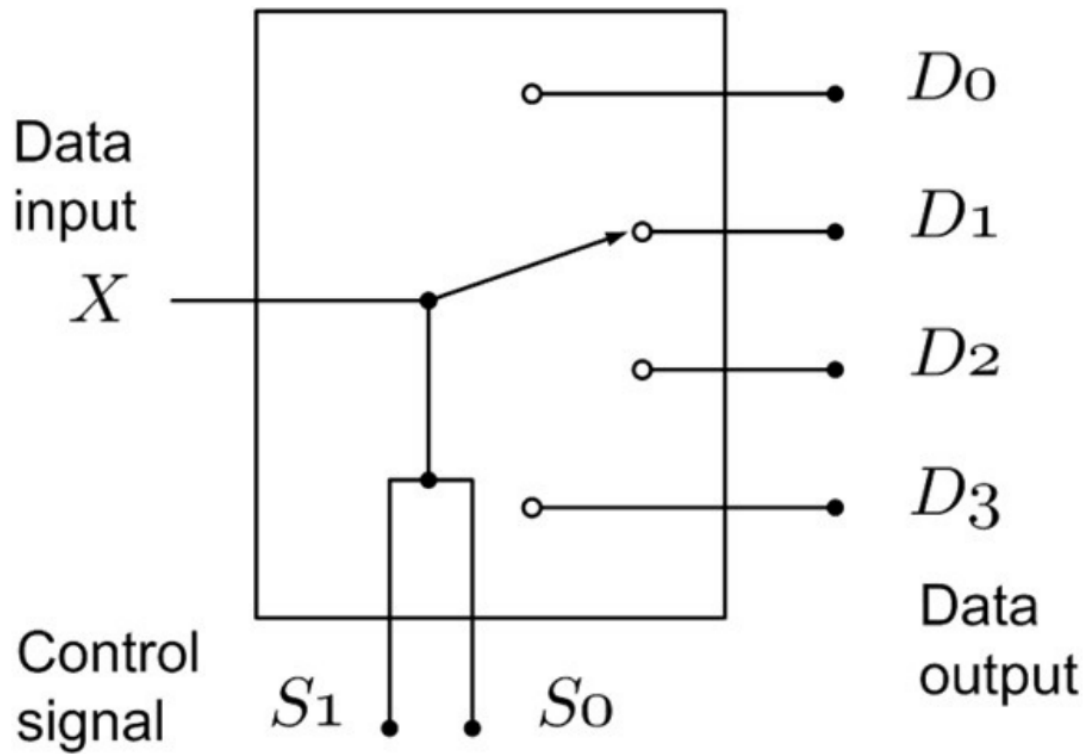 D0
Data
input
D1
X
D2
D3
Data
output
Control
signal
S1
S0